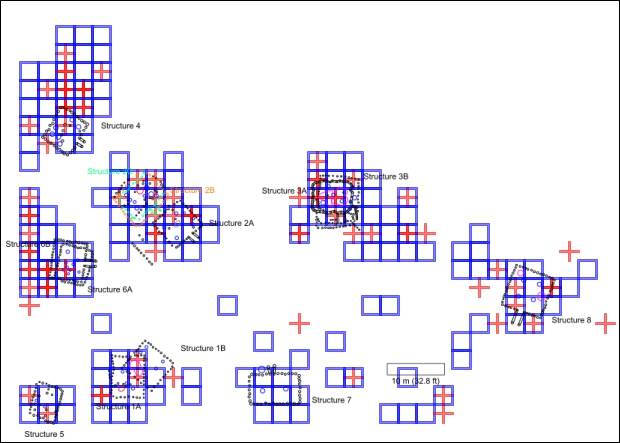 Structure 4
Structure
Structure 3B
Structure 2B
Structure 3A
Structure 2A
Structure 6B
Structure 6A
Structure 8
Structure 1B
10 m (32.8 ft)
Structure 7
Structure 1A
Structure 5